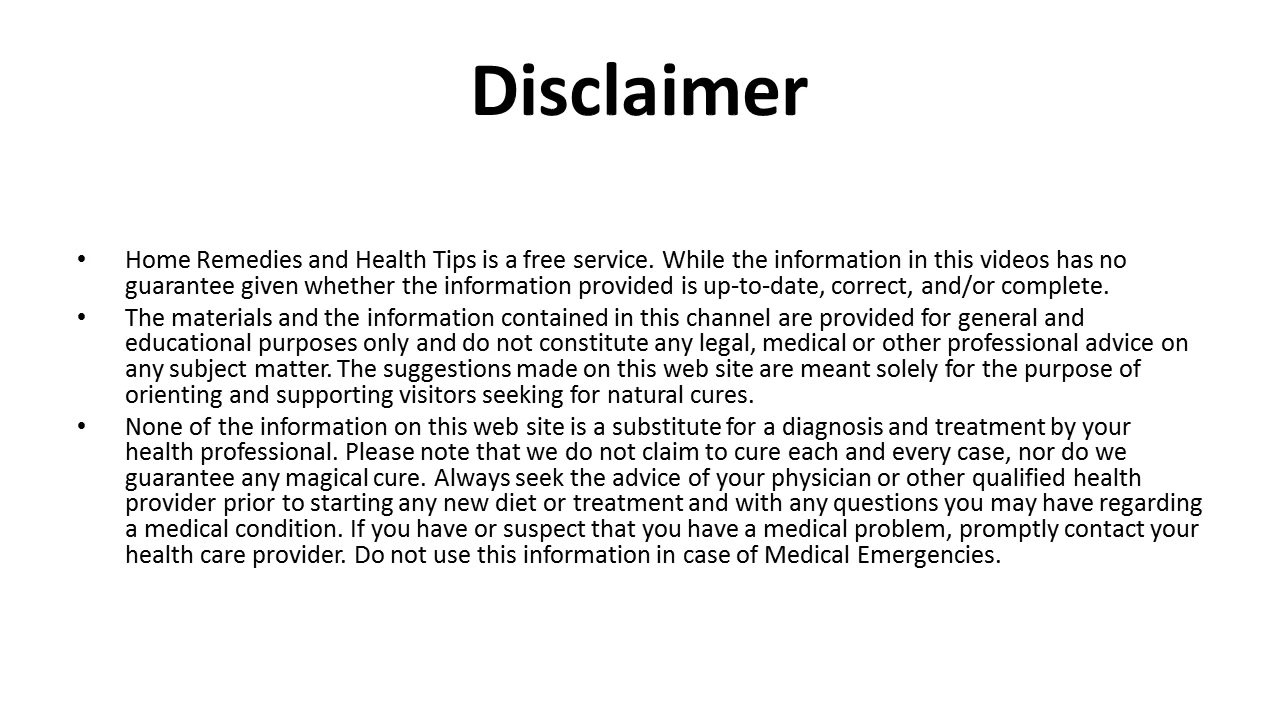 Disclaimer
• Home Remedies and Health Tips is a free service. While the information in this videos has no
guarantee given whether the information provided is up-to-date, correct, and/or complete.
• The materials and the information contained in this channel are provided for general and
educational purposes only and do not constitute any legal, medical or other professional advice on
any subject matter. The suggestions made on this web site are meant solely for the purpose of
orienting and supporting visitors seeking for natural cures.
• None of the information on this web site is a substitute for a diagnosis and treatment by your
health professional. Please note that we do not claim to cure each and every case, nor do we
guarantee any magical cure. Always seek the advice of your physician or other qualified health
provider prior to starting any new diet or treatment and with any questions you may have regarding
a medical condition. If you have or suspect that you have a medical problem, promptly contact your
health care provider. Do not use this information in case of Medical Emergencies.